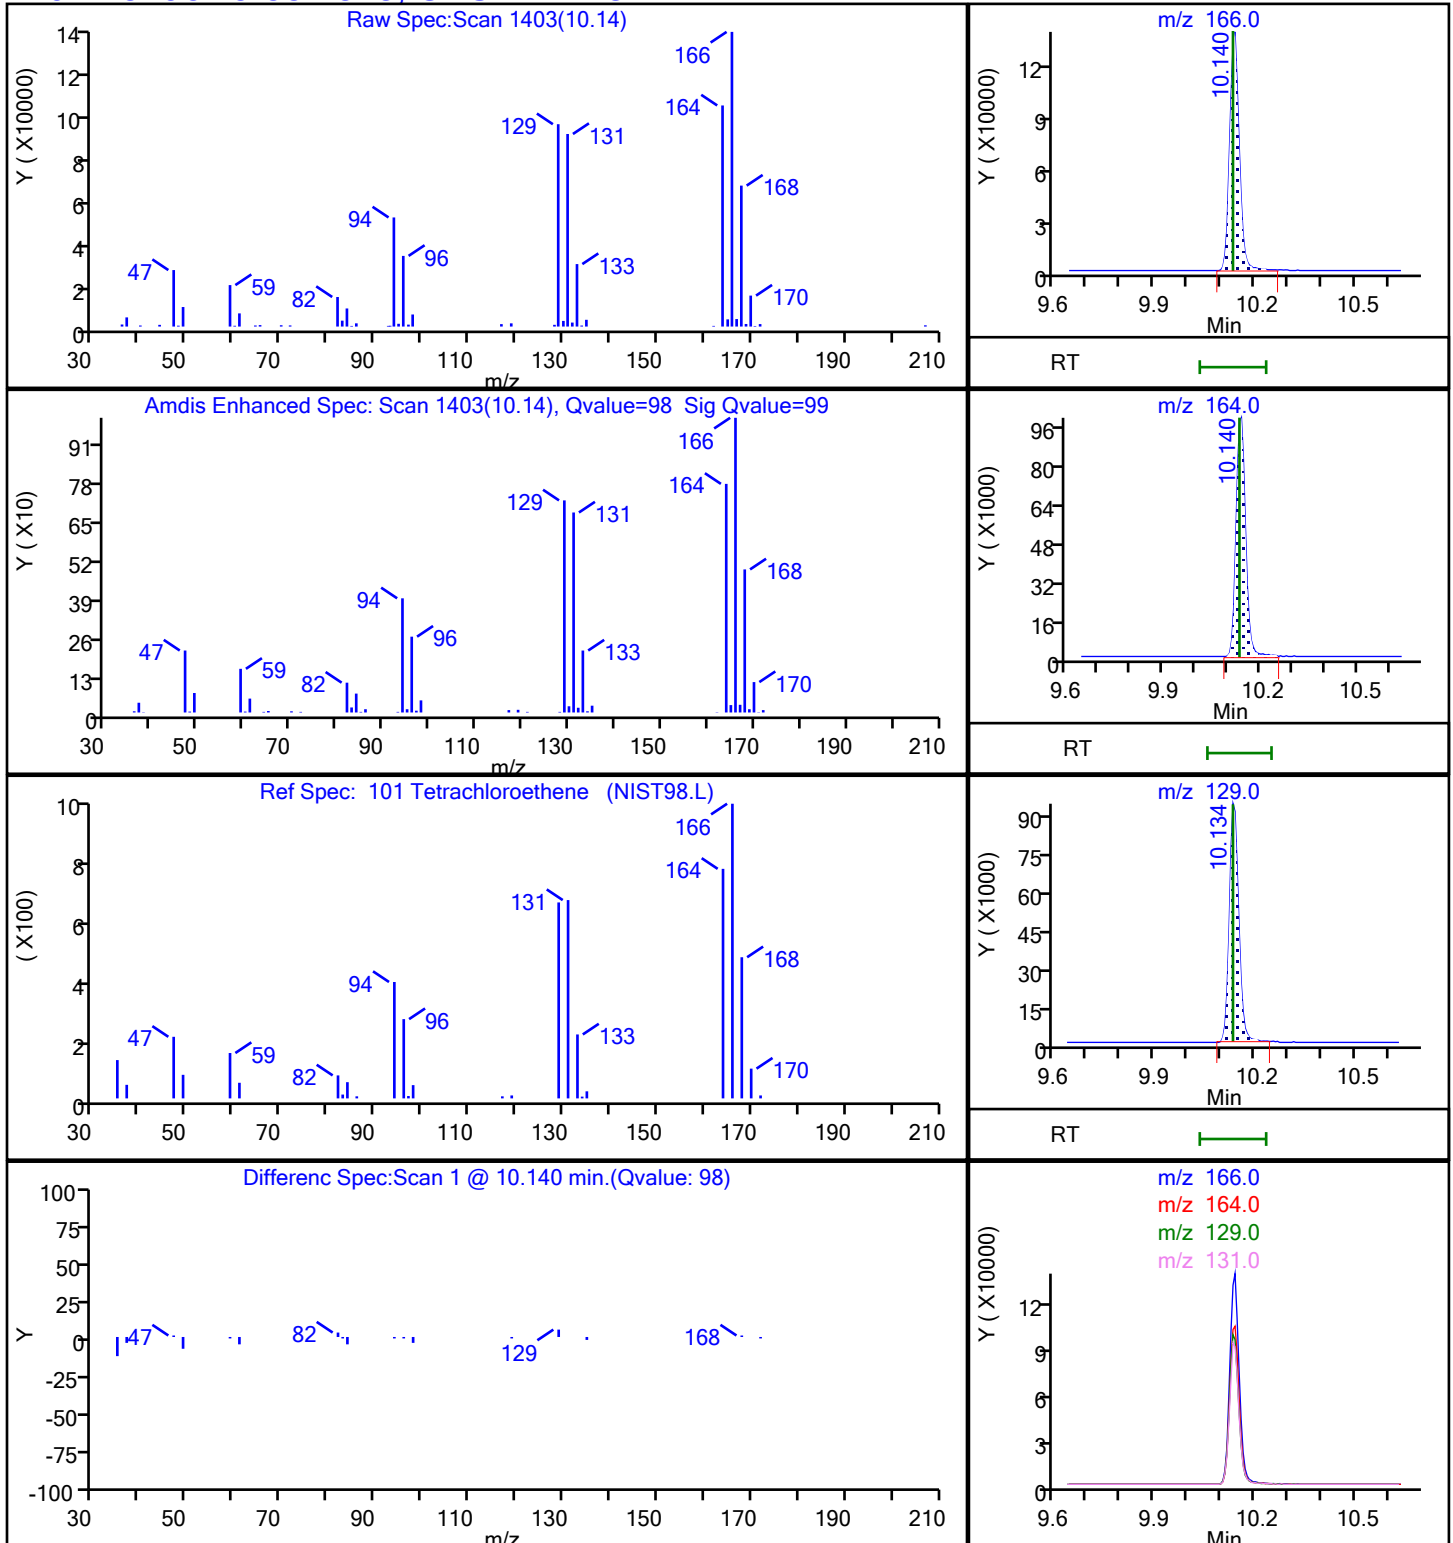 Raw Spec:Scan 1403(10.14)
Y ( X10000)
14
12
10
8
6
4
2
0
166
164
129
131
168
94
96
47
59
82
133
170
30 50 70 90 110 130 150 170 190 210
m/z
m/z 166.0
Y ( X10000)
12
9
6
3
0
10.140
9.6 9.9 10.2 10.5
Min
RT
Amdis Enhanced Spec: Scan 1403(10.14), Qvalue=98 Sig Qvalue=99
Y ( X10)
91
78
65
52
39
26
13
0
166
164
129
131
168
94
96
47
59
82
133
170
30 50 70 90 110 130 150 170 190 210
m/z
m/z 164.0
Y ( X1000)
96
80
64
48
32
16
0
10.140
9.6 9.9 10.2 10.5
Min
RT
Ref Spec: 101 Tetrachloroethene (NIST98.L)
( X100)
10
8
6
4
2
0
166
164
131
168
94
96
47
59
82
133
170
30 50 70 90 110 130 150 170 190 210
m/z
m/z 129.0
Y ( X1000)
90
75
60
45
30
15
0
10.134
9.6 9.9 10.2 10.5
Min
RT
Differenc Spec:Scan 1 @ 10.140 min.(Qvalue: 98)
Y
100
75
50
25
0
-25
-50
-75
-100
47
82
129
168
30 50 70 90 110 130 150 170 190 210
m/z
m/z 166.0
m/z 164.0
m/z 129.0
m/z 131.0
Y ( X10000)
12
9
6
3
0
9.6 9.9 10.2 10.5
Min